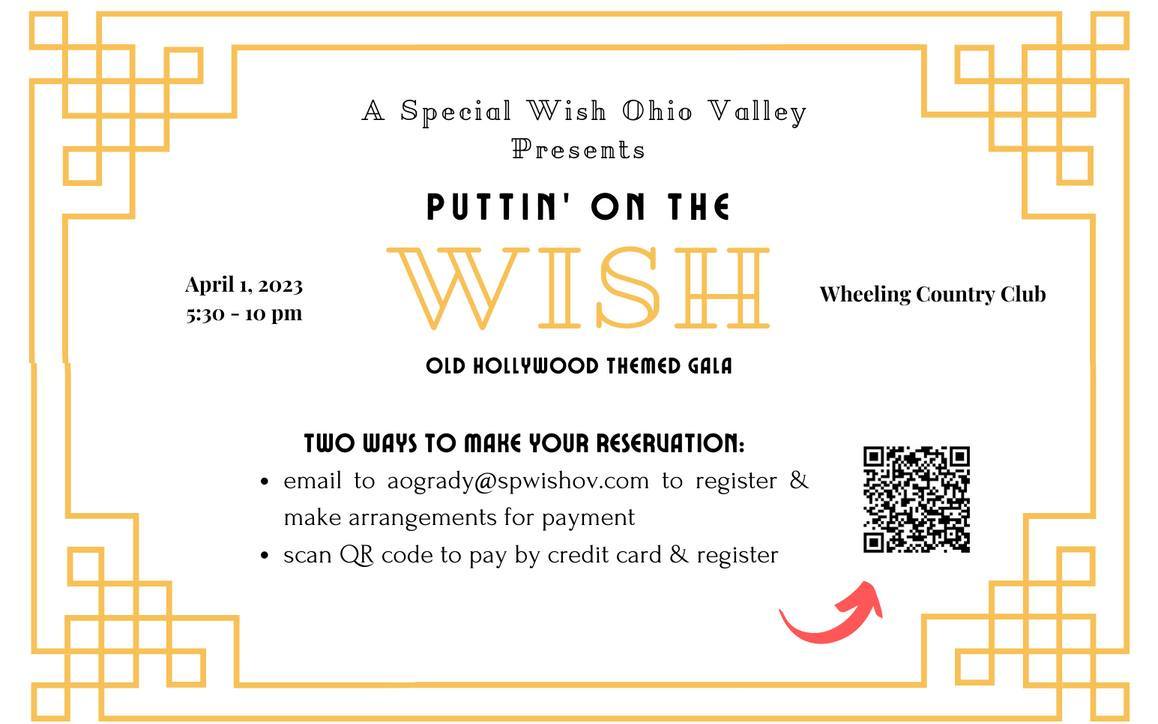 A Special Wish Ohio Valley
Presents
PUTTIN' ON THE
WISH
April 1, 2023
5:30 - 10 pm
Wheeling Country Club
OLD HOLLYWOOD THEMED GALA
TWO WAYS TO MAKE YOUR RESERVATION:
• email to aogrady@spwishov.com to register &
make arrangements for payment
• scan QR code to pay by credit card & register